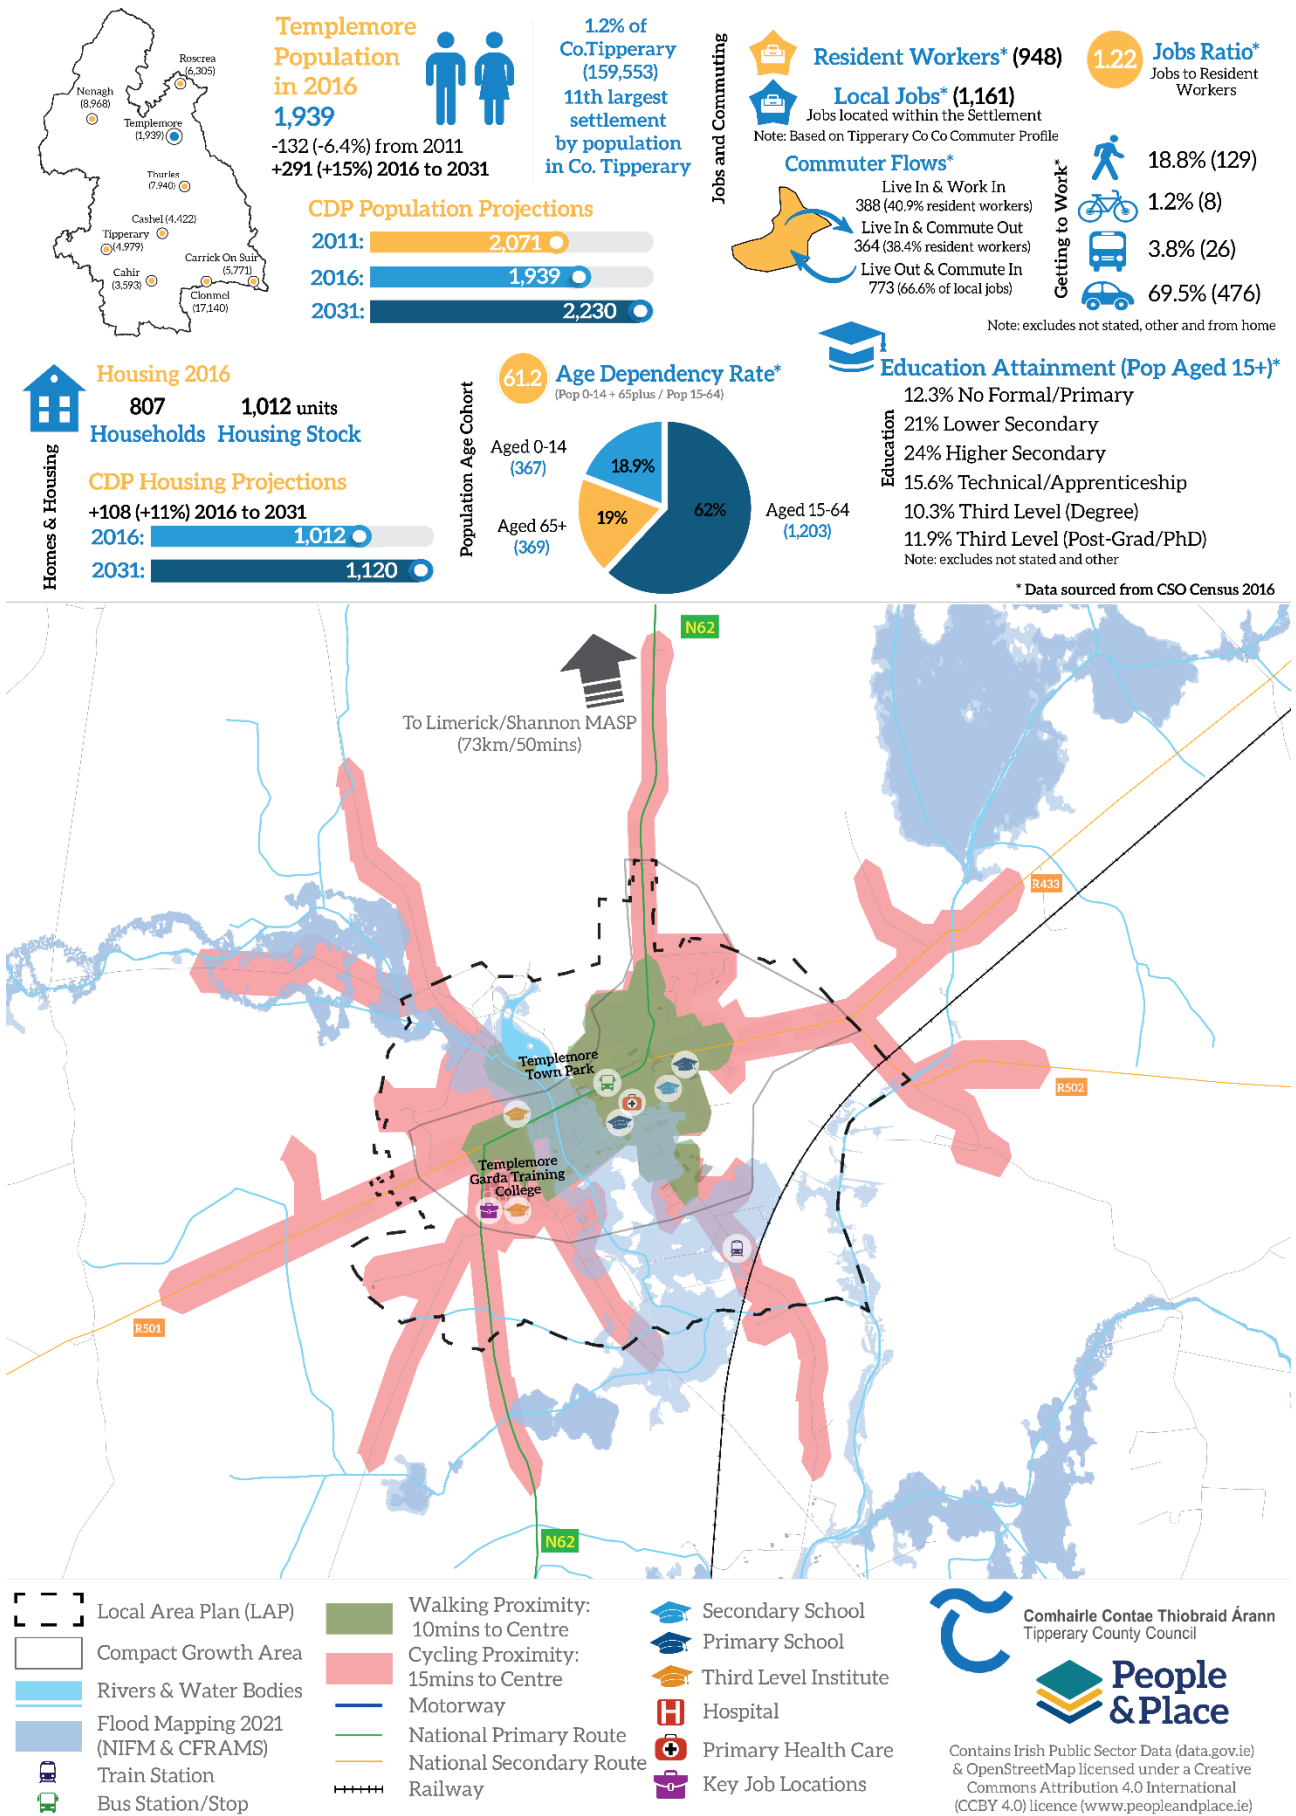 Roscrea
(6,305)
Nenagh
(8,968)
Templemore
(1,939)
Thurles
(7,940)
Cashel (4,422)
Tipperary
(4,979)
Cahir
(3,593)
Carrick On Suir
(5,771)
Clonmel
(17,140)
Templemore
Population
in 2016
1,939
-132 (-6.4%) from 2011
+291 (+15%) 2016 to 2031
1.2% of
Co.Tipperary
(159,553)
11th largest
settlement
by population
in Co. Tipperary
CDP Population Projections
2011: 2,071
2016: 1,939
2031: 2,230
Jobs and Commuting
Resident Workers* (948)
Local Jobs* (1,161)
Jobs located within the Settlement
Note: Based on Tipperary Co Co Commuter Profile
1.22 Jobs Ratio*
Jobs to Resident
Workers
Commuter Flows*
Live In & Work In
388 (40.9% resident workers)
Live In & Commute Out
364 (38.4% resident workers)
Live Out & Commute In
773 (66.6% of local jobs)
Getting to Work*
18.8% (129)
1.2% (8)
3.8% (26)
69.5% (476)
Note: excludes not stated, other and from home
Homes & Housing
Housing 2016
807
Households
1,012 units
Housing Stock
CDP Housing Projections
+108 (+11%) 2016 to 2031
2016: 1,012
2031: 1,120
Population Age Cohort
61.2 Age Dependency Rate*
(Pop 0-14 + 65plus / Pop 15-64)
Aged 0-14
(367)
18.9%
Aged 65+
(369)
19%
62%
Aged 15-64
(1,203)
Education
Education Attainment (Pop Aged 15+)*
12.3% No Formal/Primary
21% Lower Secondary
24% Higher Secondary
15.6% Technical/Apprenticeship
10.3% Third Level (Degree)
11.9% Third Level (Post-Grad/PhD)
Note: excludes not stated and other
* Data sourced from CSO Census 2016
N62
To Limerick/Shannon MASP
(73km/50mins)
R433
Templemore
Town Park
R502
Templemore
Garda Training
College
R501
N62
Local Area Plan (LAP)
Compact Growth Area
Rivers & Water Bodies
Flood Mapping 2021
(NIFM & CFRAMS)
Train Station
Bus Station/Stop
Walking Proximity:
10mins to Centre
Cycling Proximity:
15mins to Centre
Motorway
National Primary Route
National Secondary Route
Railway
Secondary School
Primary School
Third Level Institute
H Hospital
Primary Health Care
Key Job Locations
Comhairle Contae Thiobraid Árann
Tipperary County Council
People
& Place
Contains Irish Public Sector Data (data.gov.ie)
& OpenStreetMap licensed under a Creative
Commons Attribution 4.0 International
(CCBY 4.0) licence (www.peopleandplace.ie)